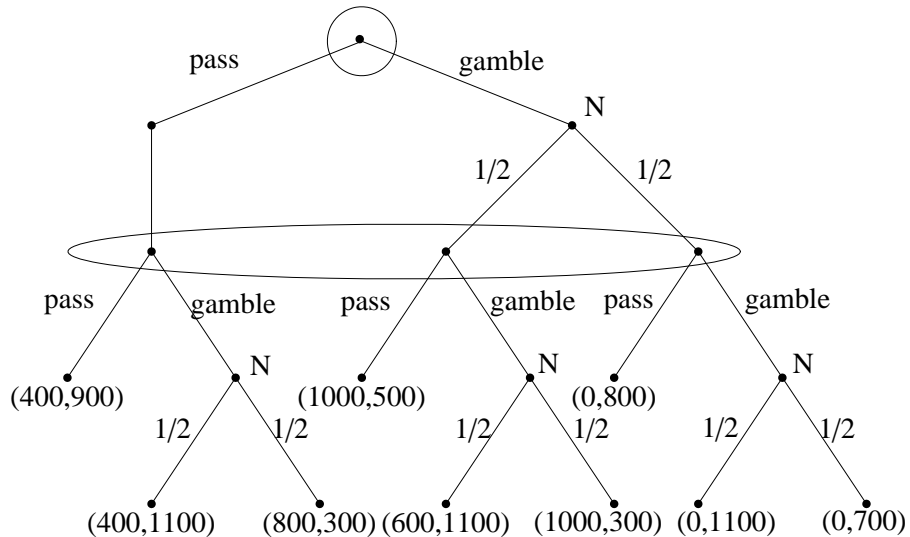 pass gamble
N
1/2 1/2
pass gamble pass gamble pass gamble
N N N
(400,900) (1000,500) (0,800)
1/2 1/2 1/2 1/2 1/2 1/2
(400,1100) (800,300) (600,1100) (1000,300) (0,1100) (0,700)